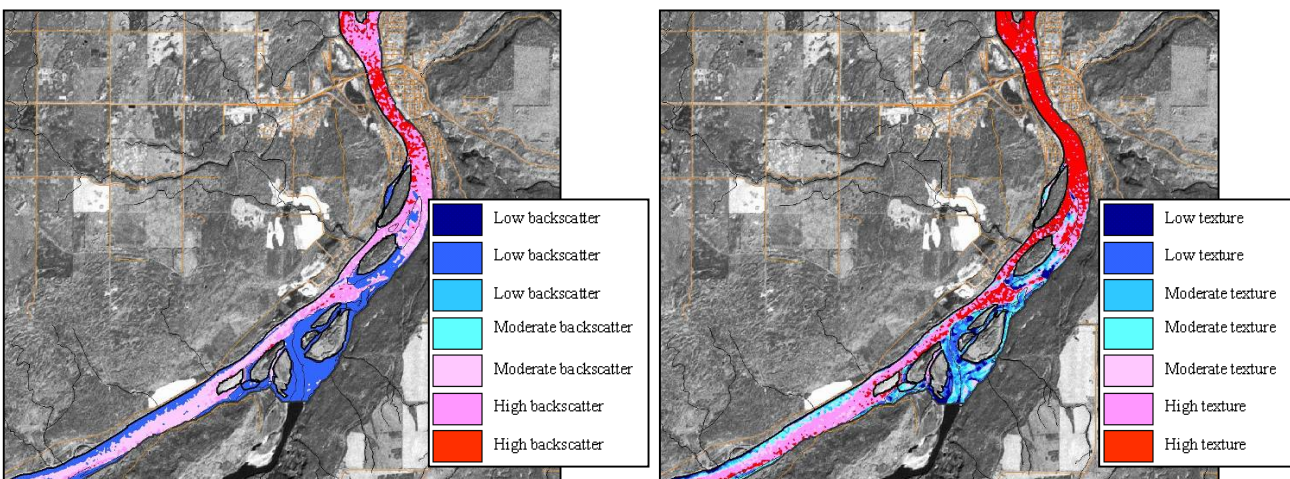 Low backscatter
Low backscatter
Low backscatter
Moderate backscatter
Moderate backscatter
High backscatter
High backscatter
Low texture
Low texture
Moderate texture
Moderate texture
Moderate texture
High texture
High texture